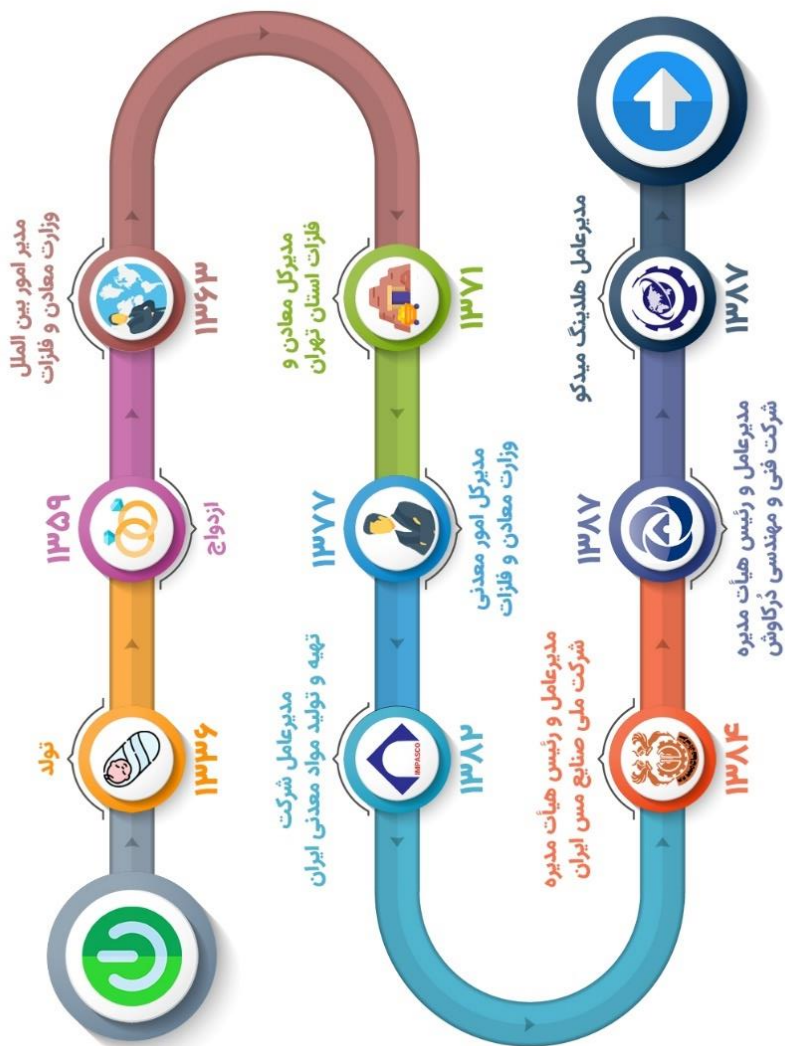 تولد
۱۳۳۶
ازدواج
۱۳۵۹
مدیر امور بین الملل
وزارت معادن و فلزات
۱۳۶۳
مدیرکل معادن و
فلزات استان تهران
۱۳۷۱
مدیرکل امور معدنی
وزارت معادن و فلزات
۱۳۷۷
مدیرعامل شرکت
تهیه و تولید مواد معدنی ایران
IMPASCO
۱۳۸۲
مدیرعامل و رئیس هیأت مدیره
شرکت ملی صنایع مس ایران
۱۳۸۴
مدیرعامل و رئیس هیأت مدیره
شرکت فنی و مهندسی دُرکاوش
۱۳۸۷
مدیرعامل هلدینگ میدکو
۱۳۸۷